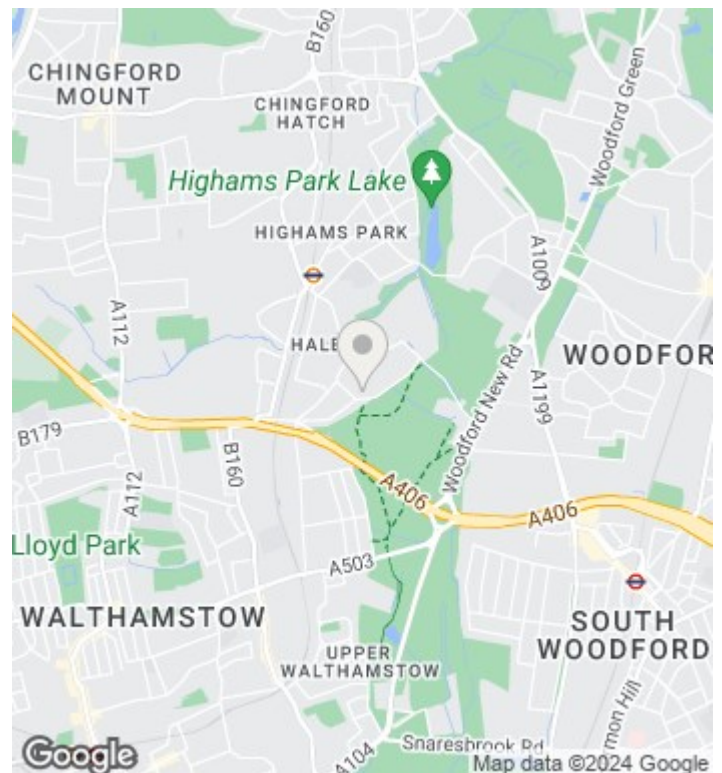 B160
CHINGFORD
MOUNT
CHINGFORD
HATCH
Woodford Green
Highams Park Lake
HIGHAMS PARK
A1009
A112
HALE
WOODFOR
Woodford New Rd
A1199
B179
B160
A112
A406
A406
Lloyd Park
A503
WALTHAMSTOW
SOUTH
WOODFORD
UPPER
WALTHAMSTOW
rmon Hill
Snaresbrook Rd
A104
Google
Map data ©2024 Google